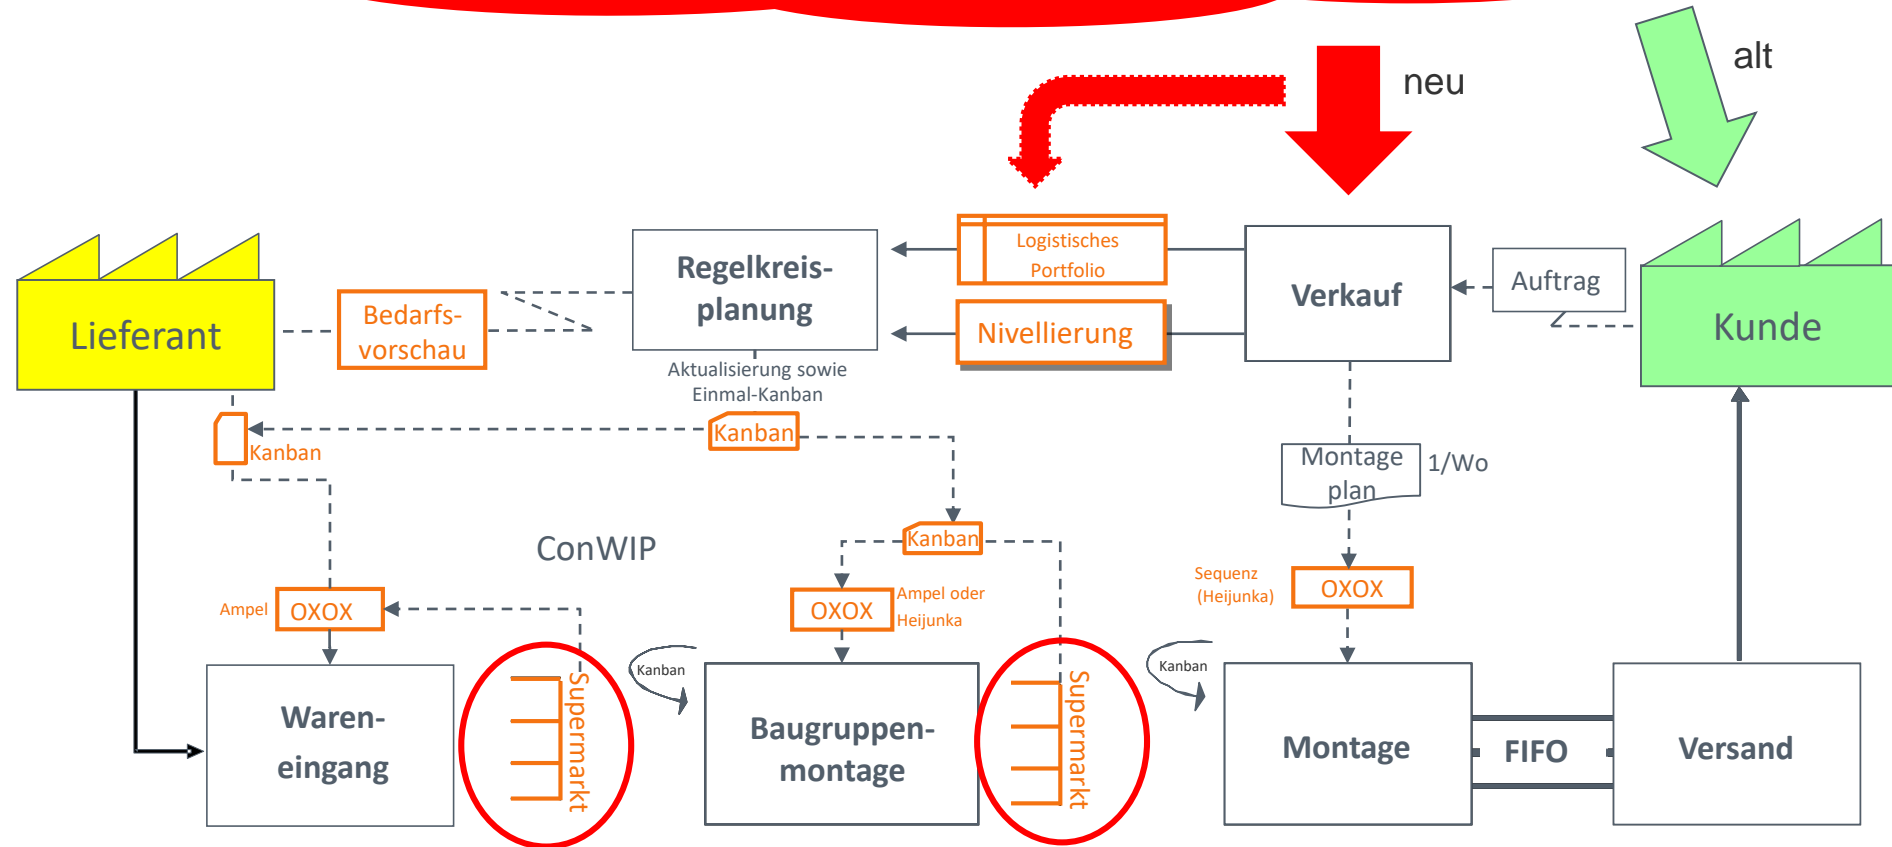 neu
alt
Logistisches
Portfolio
Regelkreis-
planung
Verkauf
Auftrag
Kunde
Lieferant
Bedarfs-
vorschau
Nivellierung
Aktualisierung sowie
Einmal-Kanban
Kanban
Kanban
Montage
plan
1/Wo
ConWIP
Kanban
Ampel
OXOX
OXOX
Ampel oder
Heijunka
Sequenz
(Heijunka)
OXOX
Waren-
eingang
Supermarkt
Kanban
Baugruppen-
montage
Supermarkt
Kanban
Montage
FIFO
Versand